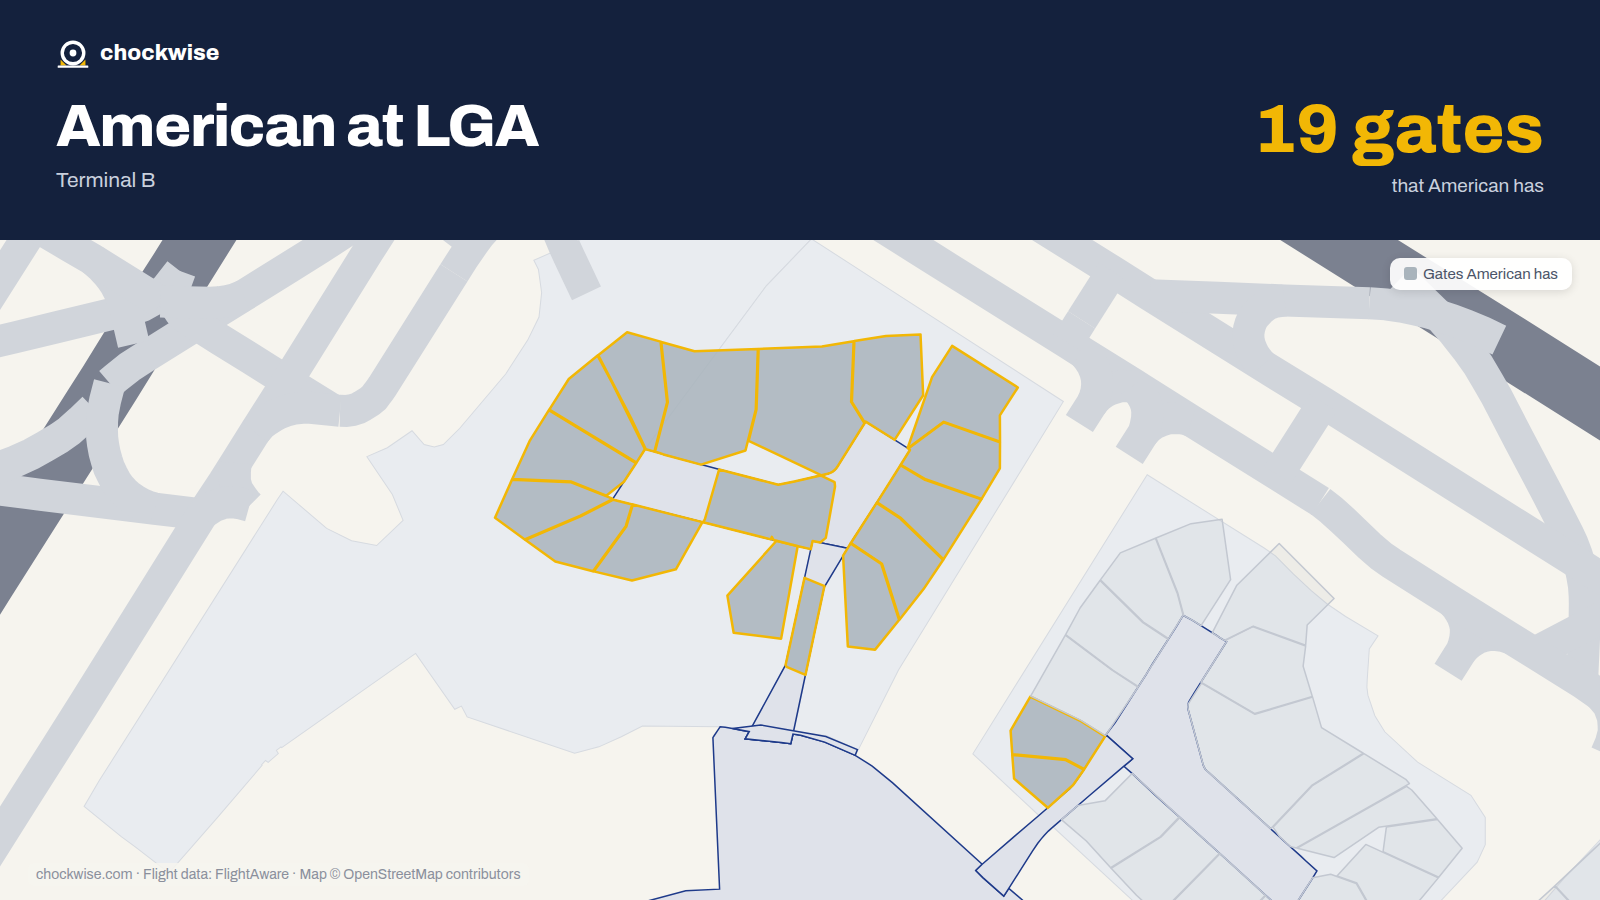 chockwise
American at LGA
Terminal B
19 gates
that American has
Gates American has
chockwise.com · Flight data: FlightAware · Map © OpenStreetMap contributors